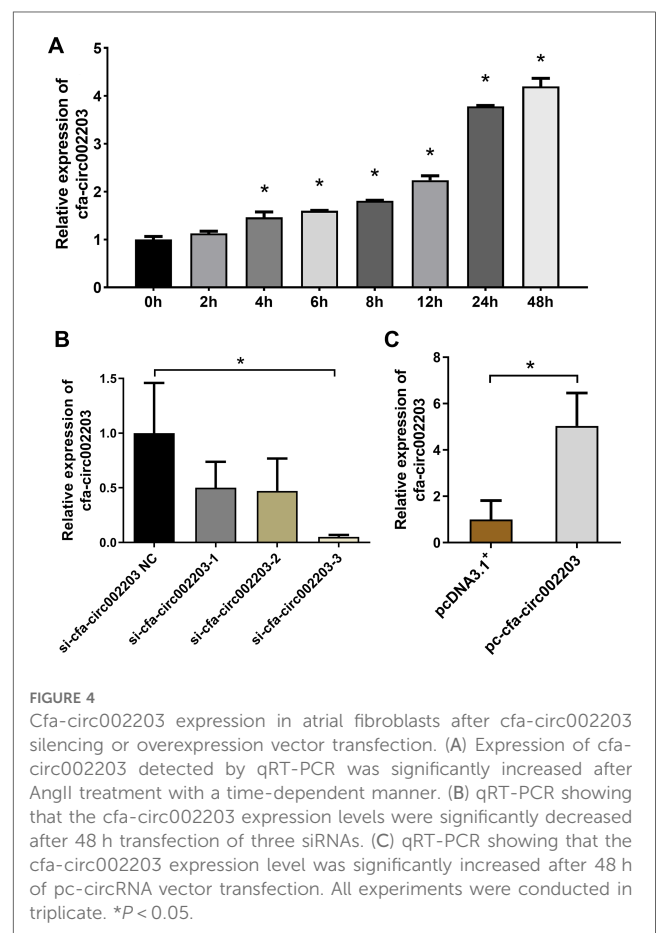 A
Relative expression of
cfa-circ002203
5
4
3
2
1
0
* * * * * *
0h 2h 4h 6h 8h 12h 24h 48h
B
Relative expression of
cfa-circ002203
1.5
1.0
0.5
0.0
*
si-cfa-circ002203 NC
si-cfa-circ002203-1
si-cfa-circ002203-2
si-cfa-circ002203-3
C
Relative expression of
cfa-circ002203
8
6
4
2
0
*
pcDNA3.1+
pc-cfa-circ002203
FIGURE 4
Cfa-circ002203 expression in atrial fibroblasts after cfa-circ002203
silencing or overexpression vector transfection. (A) Expression of cfa-
circ002203 detected by qRT-PCR was significantly increased after
AngII treatment with a time-dependent manner. (B) qRT-PCR showing
that the cfa-circ002203 expression levels were significantly decreased
after 48 h transfection of three siRNAs. (C) qRT-PCR showing that the
cfa-circ002203 expression level was significantly increased after 48 h
of pc-circRNA vector transfection. All experiments were conducted in
triplicate. *P < 0.05.